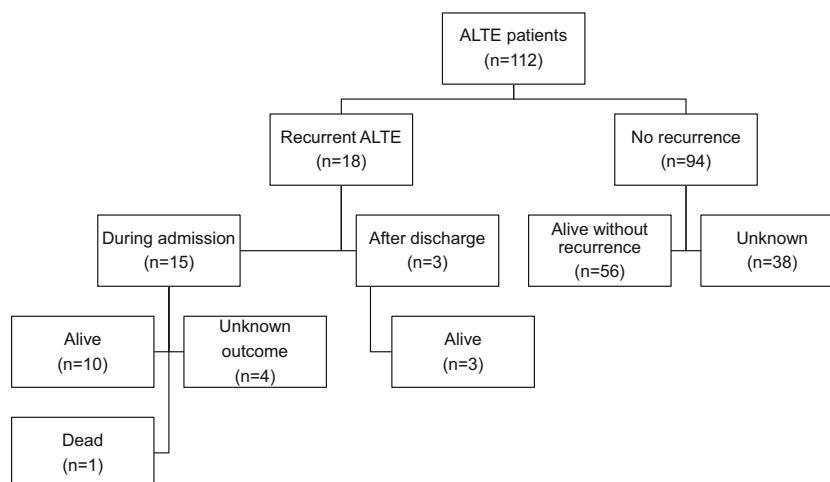 ALTE patients
(n=112)
Recurrent ALTE
(n=18)
No recurrence
(n=94)
During admission
(n=15)
After discharge
(n=3)
Alive without
recurrence
(n=56)
Unknown
(n=38)
Alive
(n=10)
Unknown
outcome
(n=4)
Alive
(n=3)
Dead
(n=1)